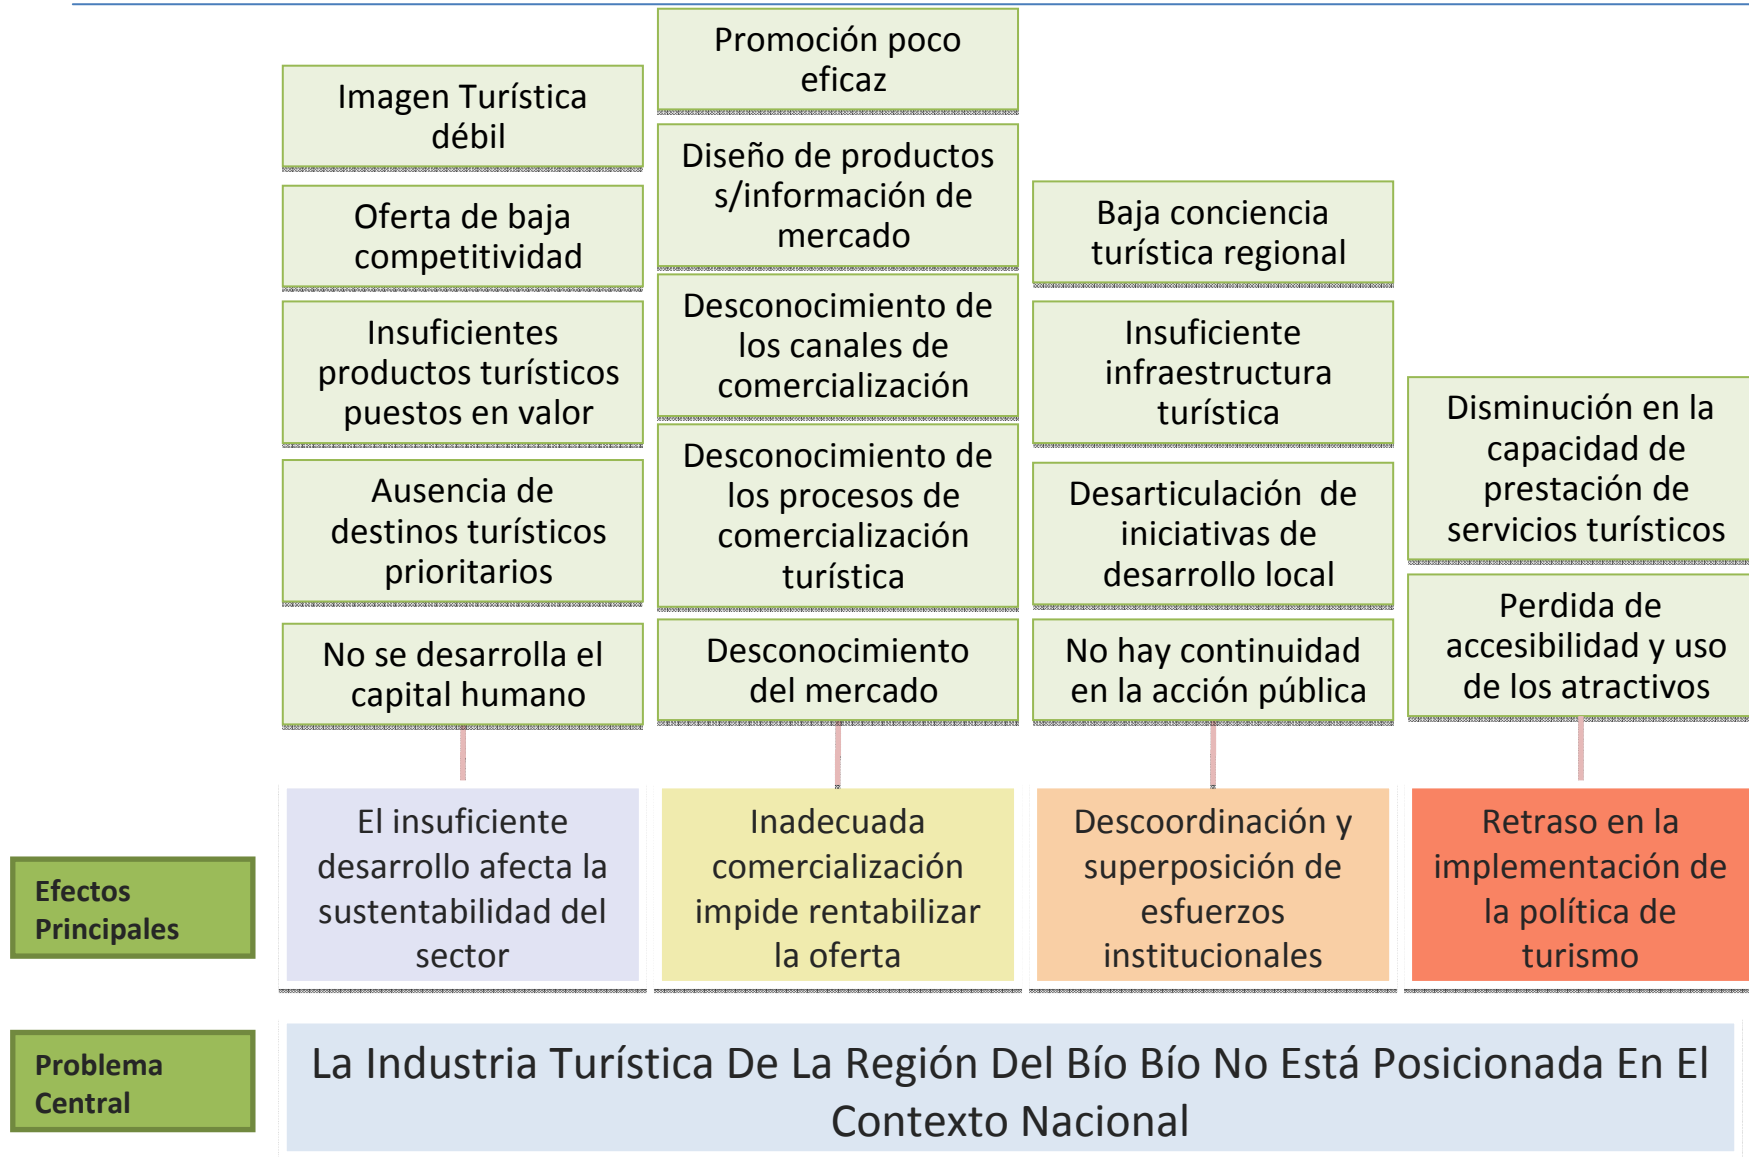 Imagen Turística
débil
Oferta de baja
competitividad
Insuficientes
productos turísticos
puestos en valor
Ausencia de
destinos turísticos
prioritarios
No se desarrolla el
capital humano
Promoción poco
eficaz
Diseño de productos
s/información de
mercado
Desconocimiento de
los canales de
comercialización
Desconocimiento de
los procesos de
comercialización
turística
Desconocimiento
del mercado
Baja conciencia
turística regional
Insuficiente
infraestructura
turística
Desarticulación de
iniciativas de
desarrollo local
No hay continuidad
en la acción pública
Disminución en la
capacidad de
prestación de
servicios turísticos
Perdida de
accesibilidad y uso
de los atractivos
Efectos
Principales
El insuficiente
desarrollo afecta la
sustentabilidad del
sector
Inadecuada
comercialización
impide rentabilizar
la oferta
Descoordinación y
superposición de
esfuerzos
institucionales
Retraso en la
implementación de
la política de
turismo
Problema
Central
La Industria Turística De La Región Del Bío Bío No Está Posicionada En El
Contexto Nacional